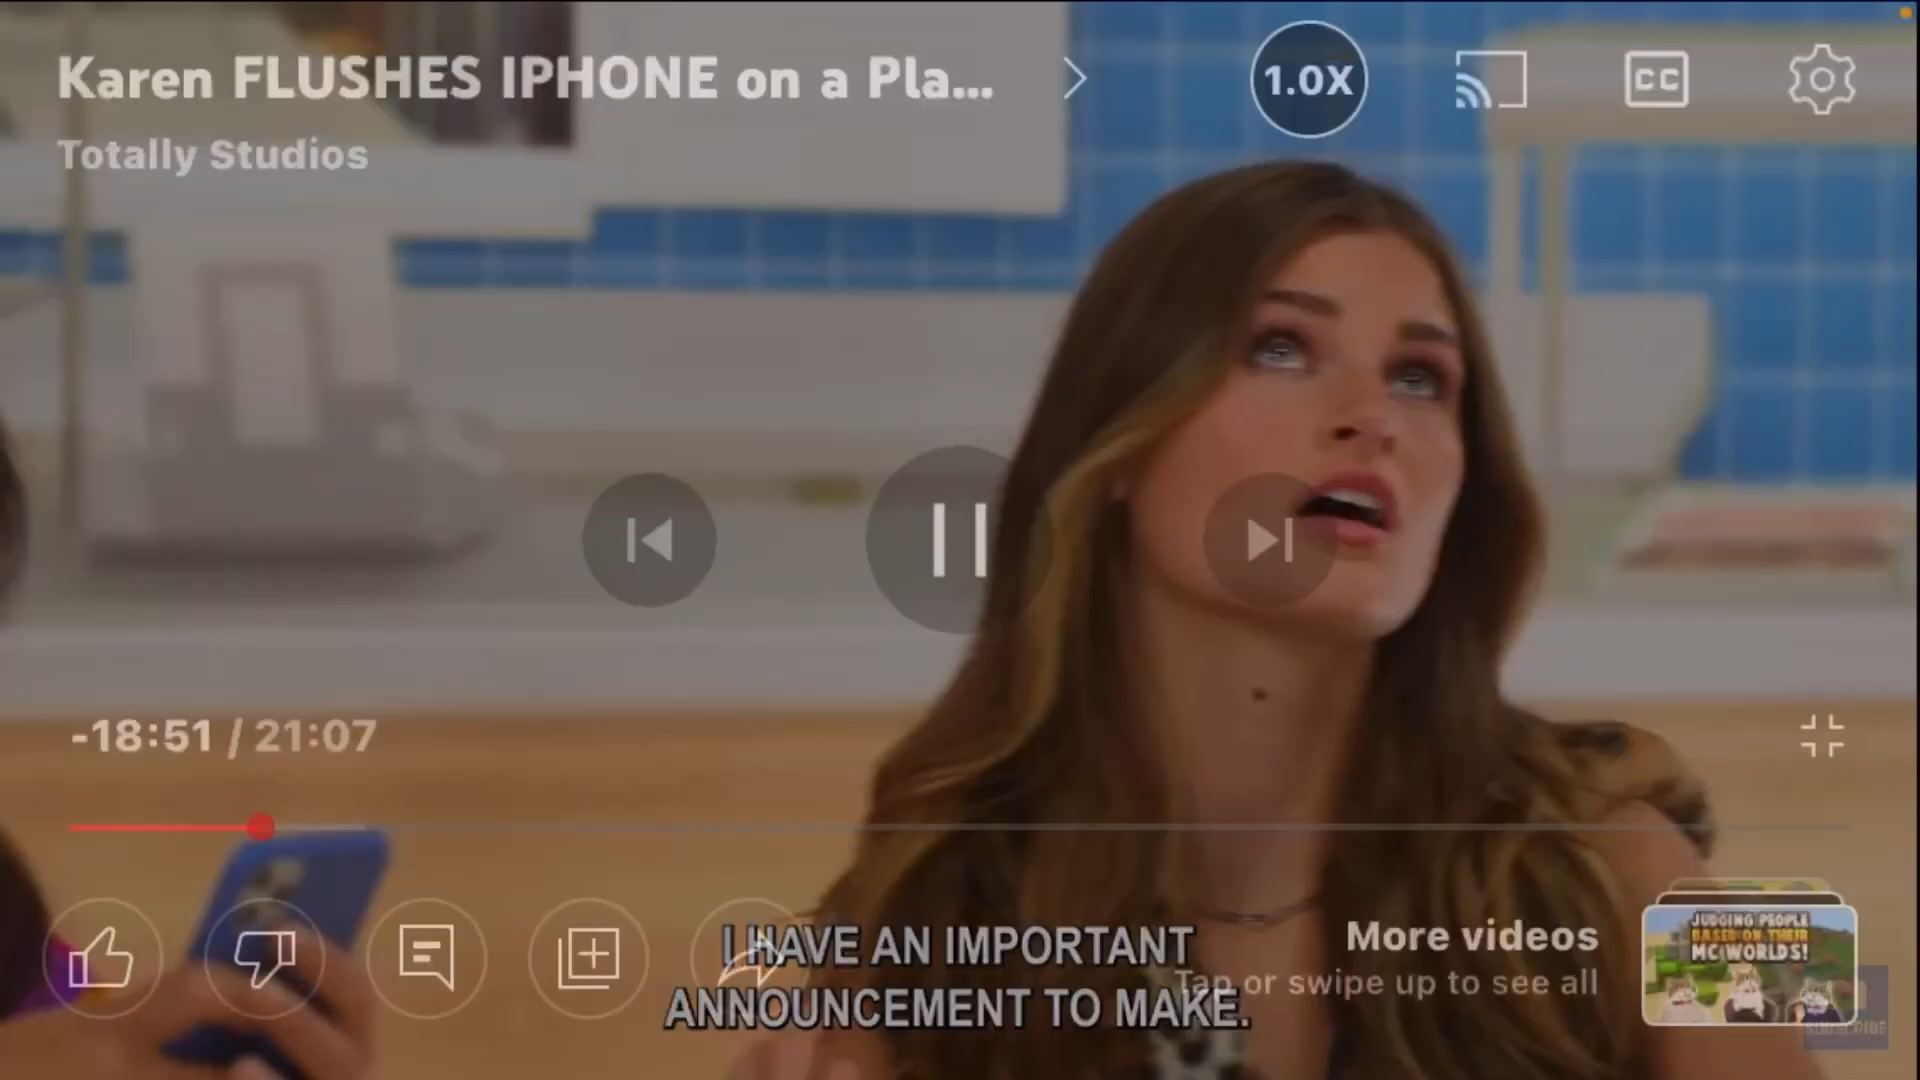 Karen FLUSHES IPHONE on a Pla...
1.0X
CC
Totally Studios
-18:51 / 21:07
I HAVE AN IMPORTANT
ANNOUNCEMENT TO MAKE.
More videos
Tap or swipe up to see all
JUDGING PEOPLE
BASED ON THEIR
MC WORLDS!
SUBSCRIBE